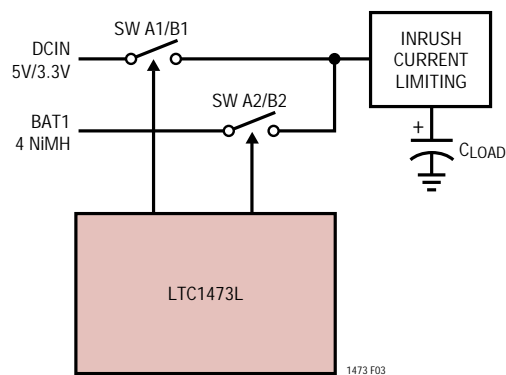 SW A1/B1
DCIN
5V/3.3V
INRUSH
CURRENT
LIMITING
SW A2/B2
BAT1
4 NiMH
+
CLOAD
LTC1473L
1473 F03